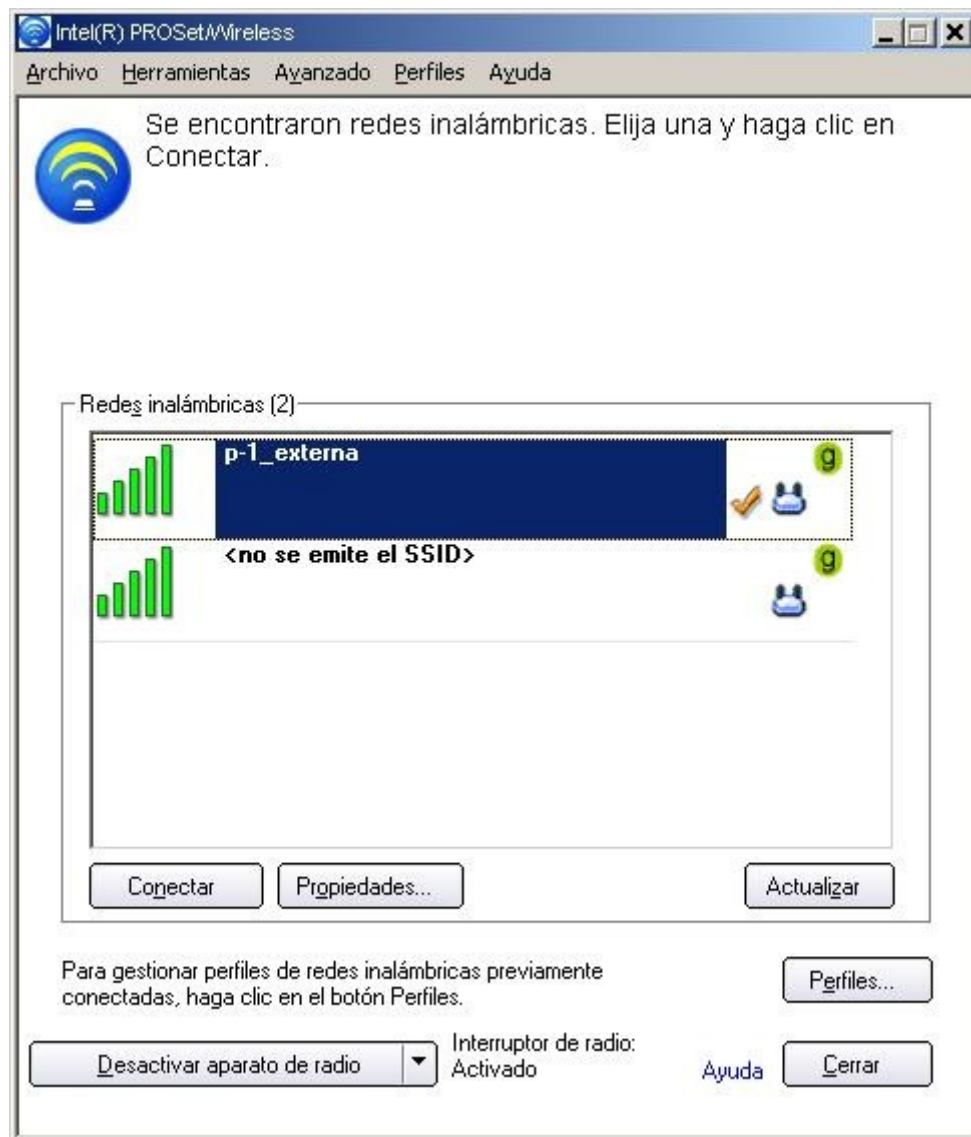 Intel(R) PROSet/Wireless
Archivo Herramientas Avanzado Perfiles Ayuda
Se encontraron redes inalámbricas. Elija una y haga clic en
Conectar.
Redes inalámbricas (2)
p-1_externa
g
<no se emite el SSID>
g
Conectar Propiedades... Actualizar
Para gestionar perfiles de redes inalámbricas previamente
conectadas, haga clic en el botón Perfiles.
Perfiles...
Desactivar aparato de radio
Interruptor de radio:
Activado
Ayuda Cerrar